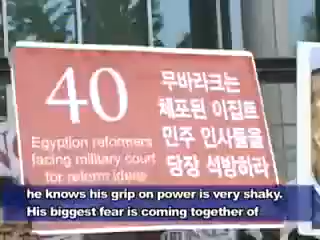 40
Egyptian reformers
facing military court
for reform ideas
무바라크는
체포된 이집트
민주 인사들을
당장 석방하라
he knows his grip on power is very shaky.
His biggest fear is coming together of